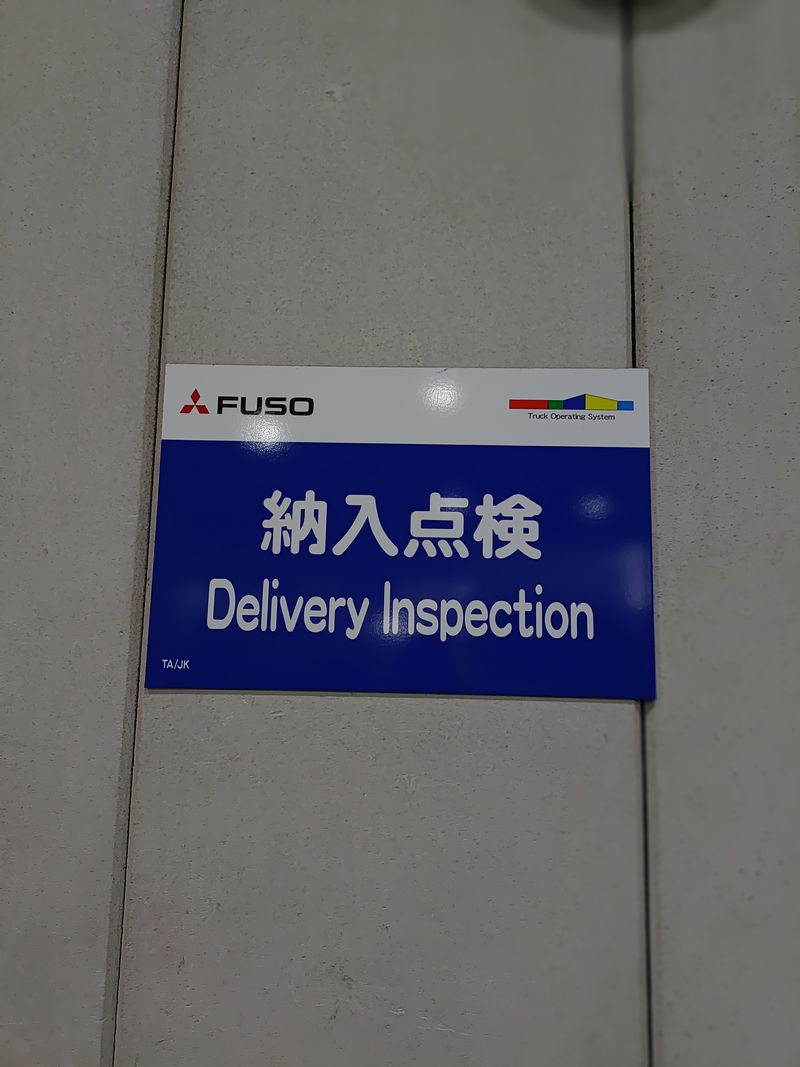 FUSO
Truck Operating System
納入点検
Delivery Inspection
TA/JK